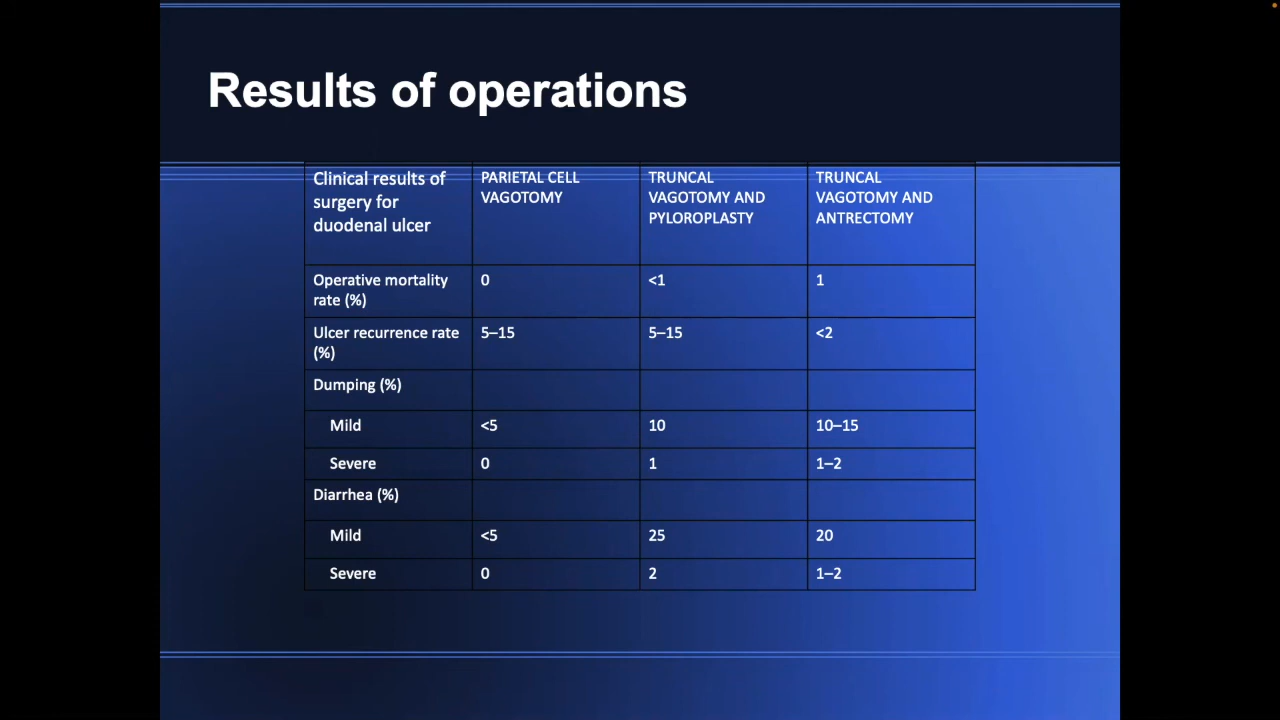 Results of operations
Clinical results of
surgery for
duodenal ulcer
PARIETAL CELL
VAGOTOMY
TRUNCAL
VAGOTOMY AND
PYLOROPLASTY
TRUNCAL
VAGOTOMY AND
ANTRECTOMY
Operative mortality
rate (%)
0
<1
1
Ulcer recurrence rate
(%)
5–15
5–15
<2
Dumping (%)
Mild
<5
10
10–15
Severe
0
1
1–2
Diarrhea (%)
Mild
<5
25
20
Severe
0
2
1–2